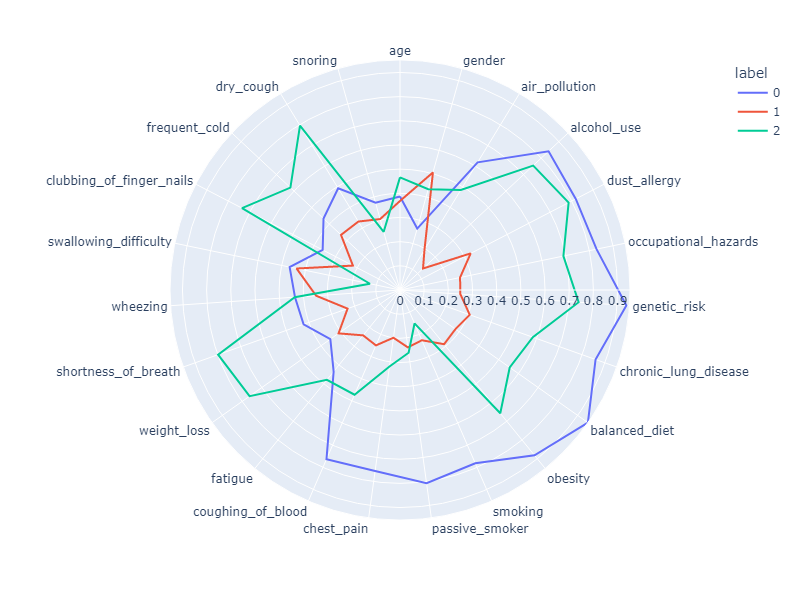 age
snoring
gender
dry_cough
air_pollution
frequent_cold
alcohol_use
clubbing_of_finger_nails
dust_allergy
swallowing_difficulty
occupational_hazards
wheezing
0 0.1 0.2 0.3 0.4 0.5 0.6 0.7 0.8 0.9
genetic_risk
shortness_of_breath
chronic_lung_disease
weight_loss
balanced_diet
fatigue
obesity
coughing_of_blood
smoking
chest_pain
passive_smoker
label
0
1
2